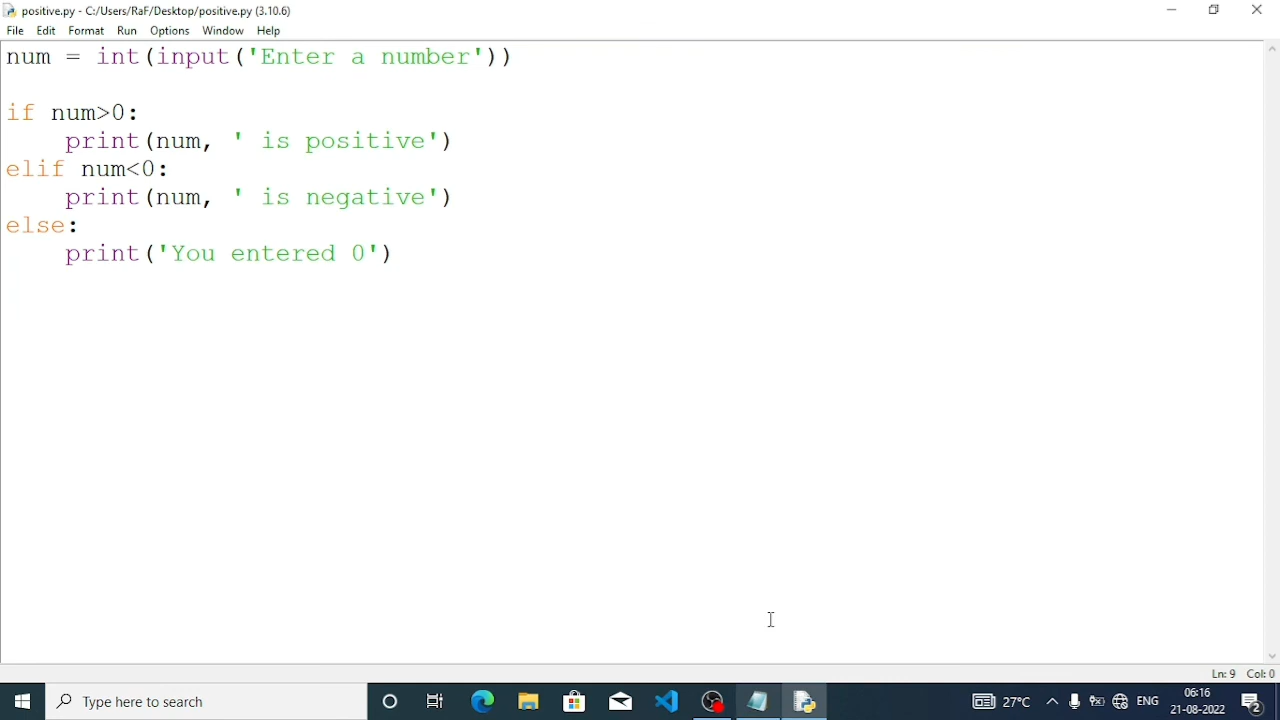 positive.py - C:/Users/RaF/Desktop/positive.py (3.10.6)
File Edit Format Run Options Window Help
num = int(input('Enter a number'))
if num>0:
    print(num, ' is positive')
elif num<0:
    print(num, ' is negative')
else:
    print('You entered 0')
Ln: 9 Col: 0
Type here to search
27°C
ENG
06:16
21-08-2022
2